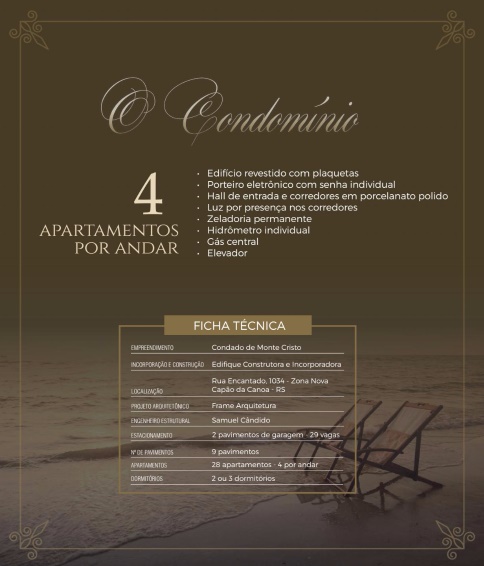 O Condomínio
4
APARTAMENTOS
POR ANDAR
• Edifício revestido com plaquetas
• Porteiro eletrônico com senha individual
• Hall de entrada e corredores em porcelanato polido
• Luz por presença nos corredores
• Zeladoria permanente
• Hidrômetro individual
• Gás central
• Elevador
FICHA TÉCNICA
EMPREENDIMENTO Condado de Monte Cristo
INCORPORAÇÃO E CONSTRUÇÃO Edifique Construtora e Incorporadora
LOCALIZAÇÃO Rua Encantado, 1034 - Zona Nova
Capão da Canoa - RS
PROJETO ARQUITETÔNICO Frame Arquitetura
ENGENHEIRO ESTRUTURAL Samuel Cándido
ESTACIONAMENTO 2 pavimentos de garagem - 29 vagas
Nº DE PAVIMENTOS 9 pavimentos
APARTAMENTOS 28 apartamentos - 4 por andar
DORMITÓRIOS 2 ou 3 dormitórios